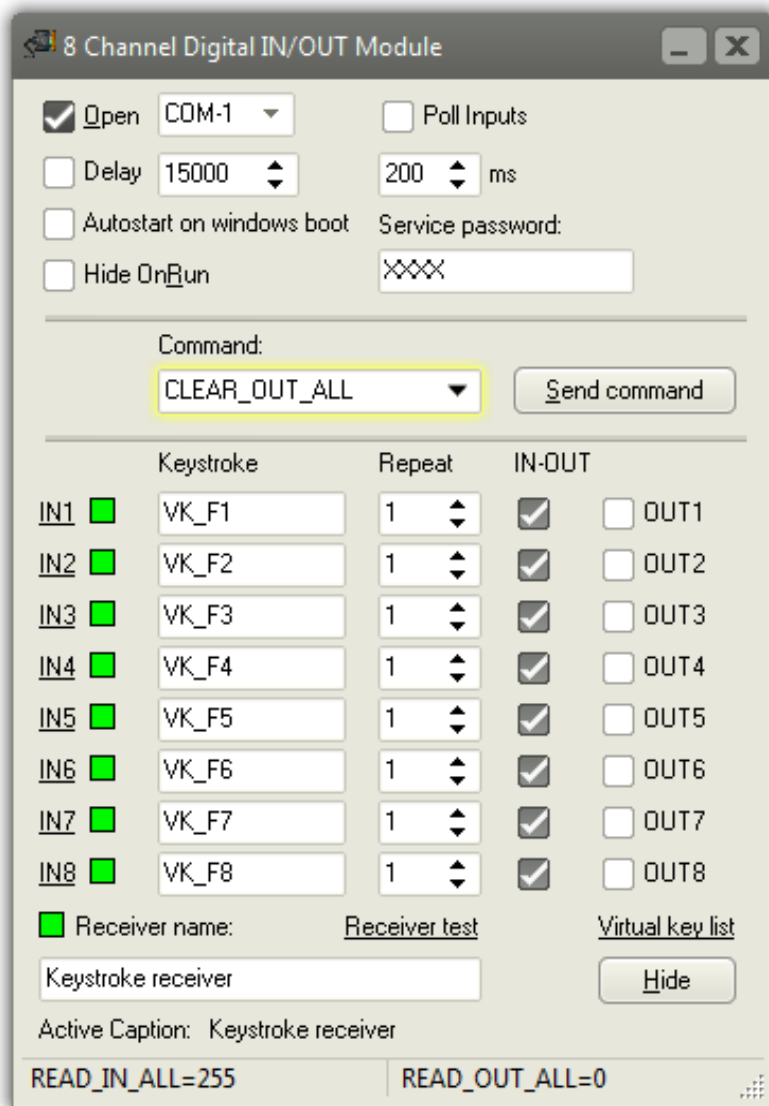 8 Channel Digital IN/OUT Module
Open COM-1 Poll Inputs
Delay 15000 200 ms
Autostart on windows boot Service password:
Hide OnRun XXXX
Command:
CLEAR_OUT_ALL Send command
Keystroke Repeat IN-OUT
IN1 VK_F1 1 OUT1
IN2 VK_F2 1 OUT2
IN3 VK_F3 1 OUT3
IN4 VK_F4 1 OUT4
IN5 VK_F5 1 OUT5
IN6 VK_F6 1 OUT6
IN7 VK_F7 1 OUT7
IN8 VK_F8 1 OUT8
Receiver name: Receiver test Virtual key list
Keystroke receiver Hide
Active Caption: Keystroke receiver
READ_IN_ALL=255 READ_OUT_ALL=0